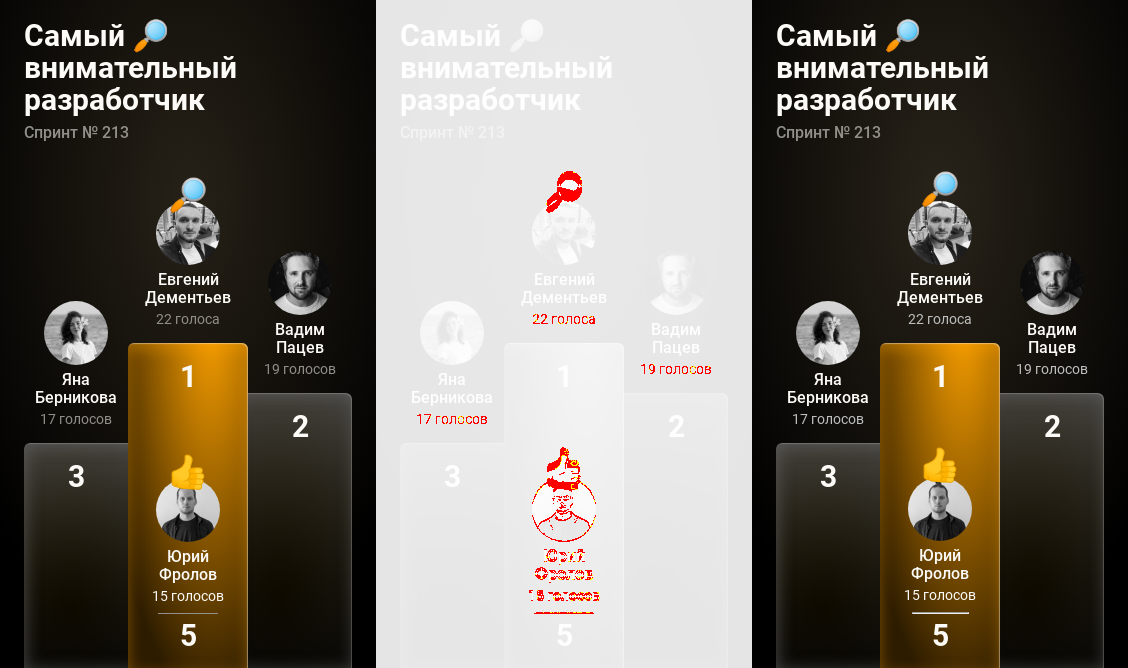 Самый 🔎
внимательный
разработчик
Спринт № 213
Евгений
Дементьев
22 голоса
Вадим
Пацев
19 голосов
Яна
Берникова
17 голосов
1
2
3
Юрий
Фролов
15 голосов
5
Самый
внимательный
разработчик
Спринт № 213
Евгений
Дементьев
22 голоса
Вадим
Пацев
19 голосов
Яна
Берникова
17 голосов
1
2
3
Юрий
Фролов
15 голосов
5
Самый 🔎
внимательный
разработчик
Спринт № 213
Евгений
Дементьев
22 голоса
Вадим
Пацев
19 голосов
Яна
Берникова
17 голосов
1
2
3
Юрий
Фролов
15 голосов
5